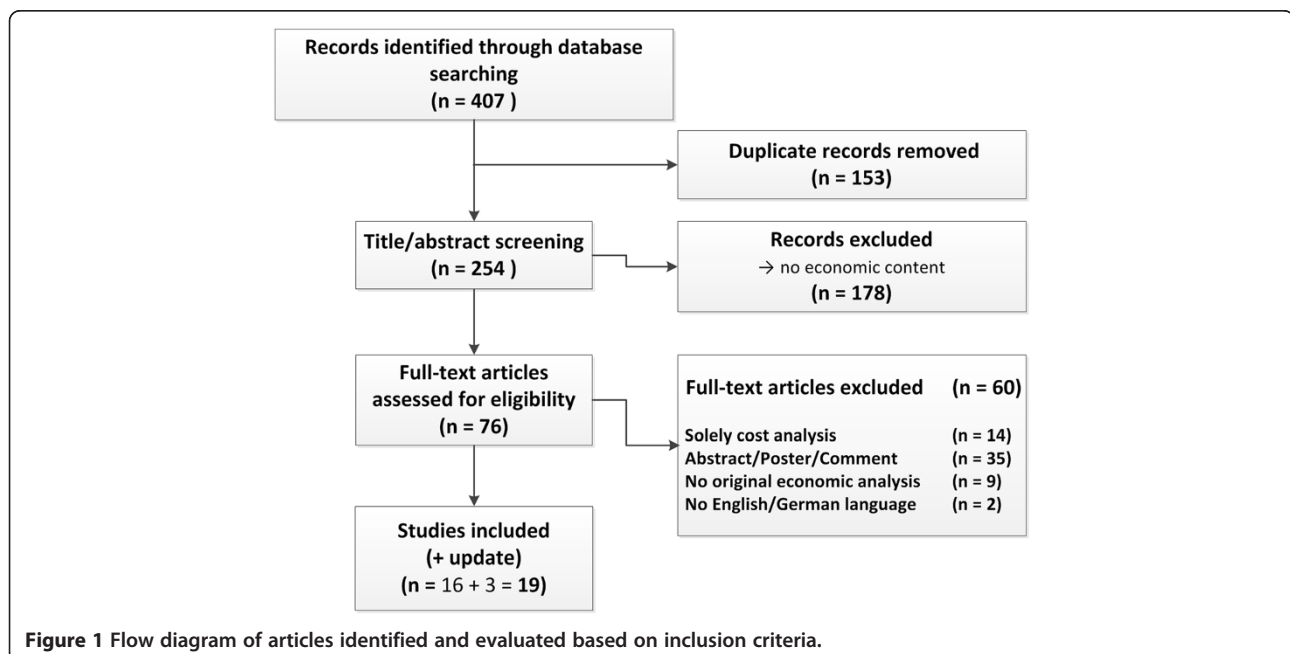 Records identified through database
searching
(n = 407 )
Duplicate records removed
(n = 153)
Title/abstract screening
(n = 254 )
Records excluded
→ no economic content
(n = 178)
Full-text articles
assessed for eligibility
(n = 76)
Full-text articles excluded (n = 60)
Solely cost analysis (n = 14)
Abstract/Poster/Comment (n = 35)
No original economic analysis (n = 9)
No English/German language (n = 2)
Studies included
(+ update)
(n = 16 + 3 = 19)
Figure 1 Flow diagram of articles identified and evaluated based on inclusion criteria.